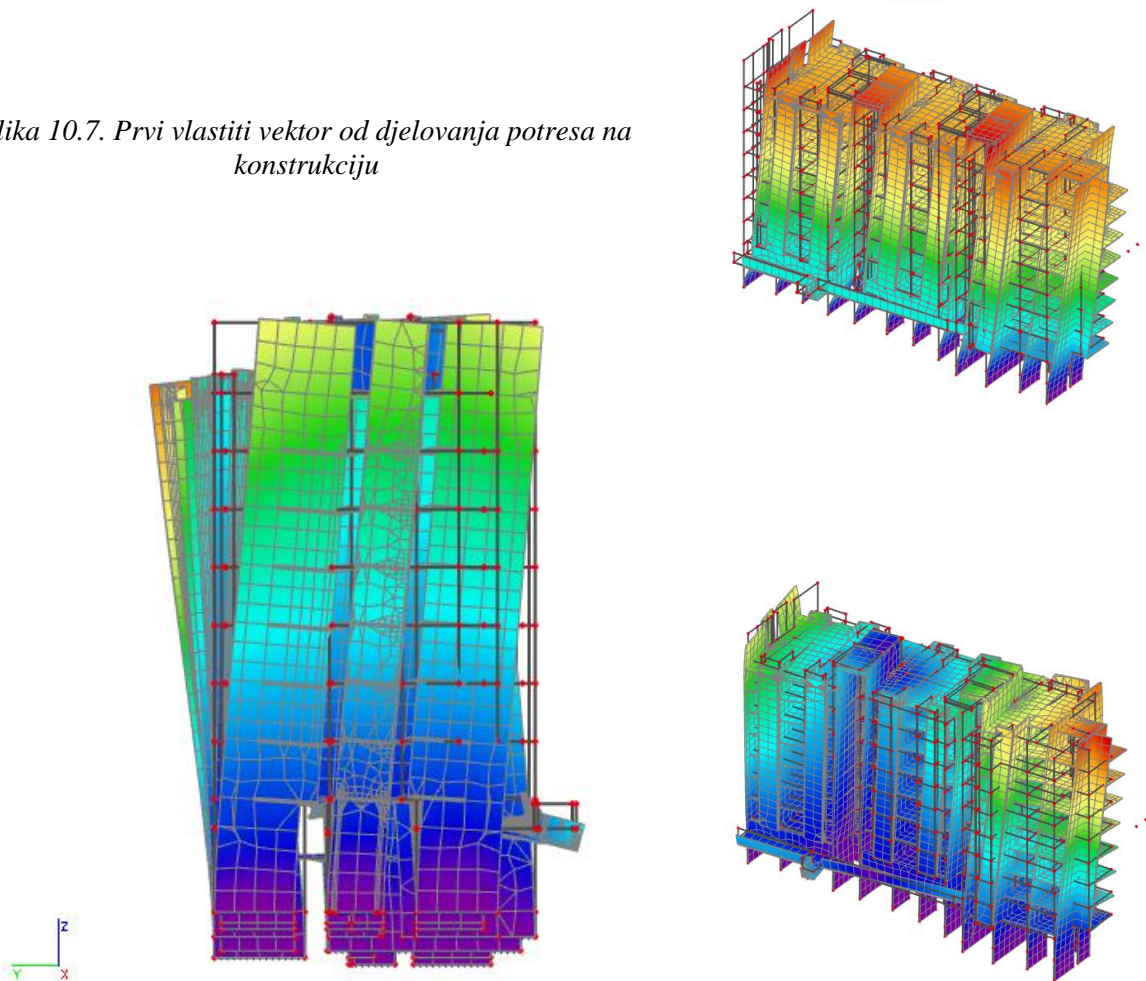 lika 10.7. Prvi vlastiti vektor od djelovanja potresa na
konstrukciju
Z
Y
X